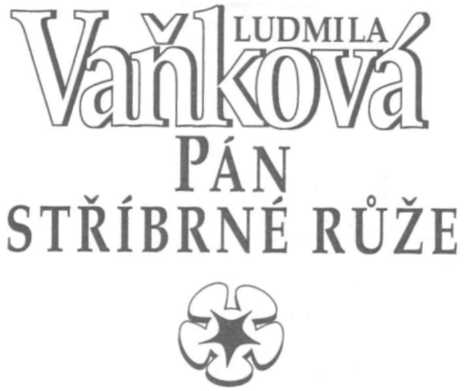 LUDMILA
Vaňková
PÁN
STŘÍBRNÉ RŮŽE